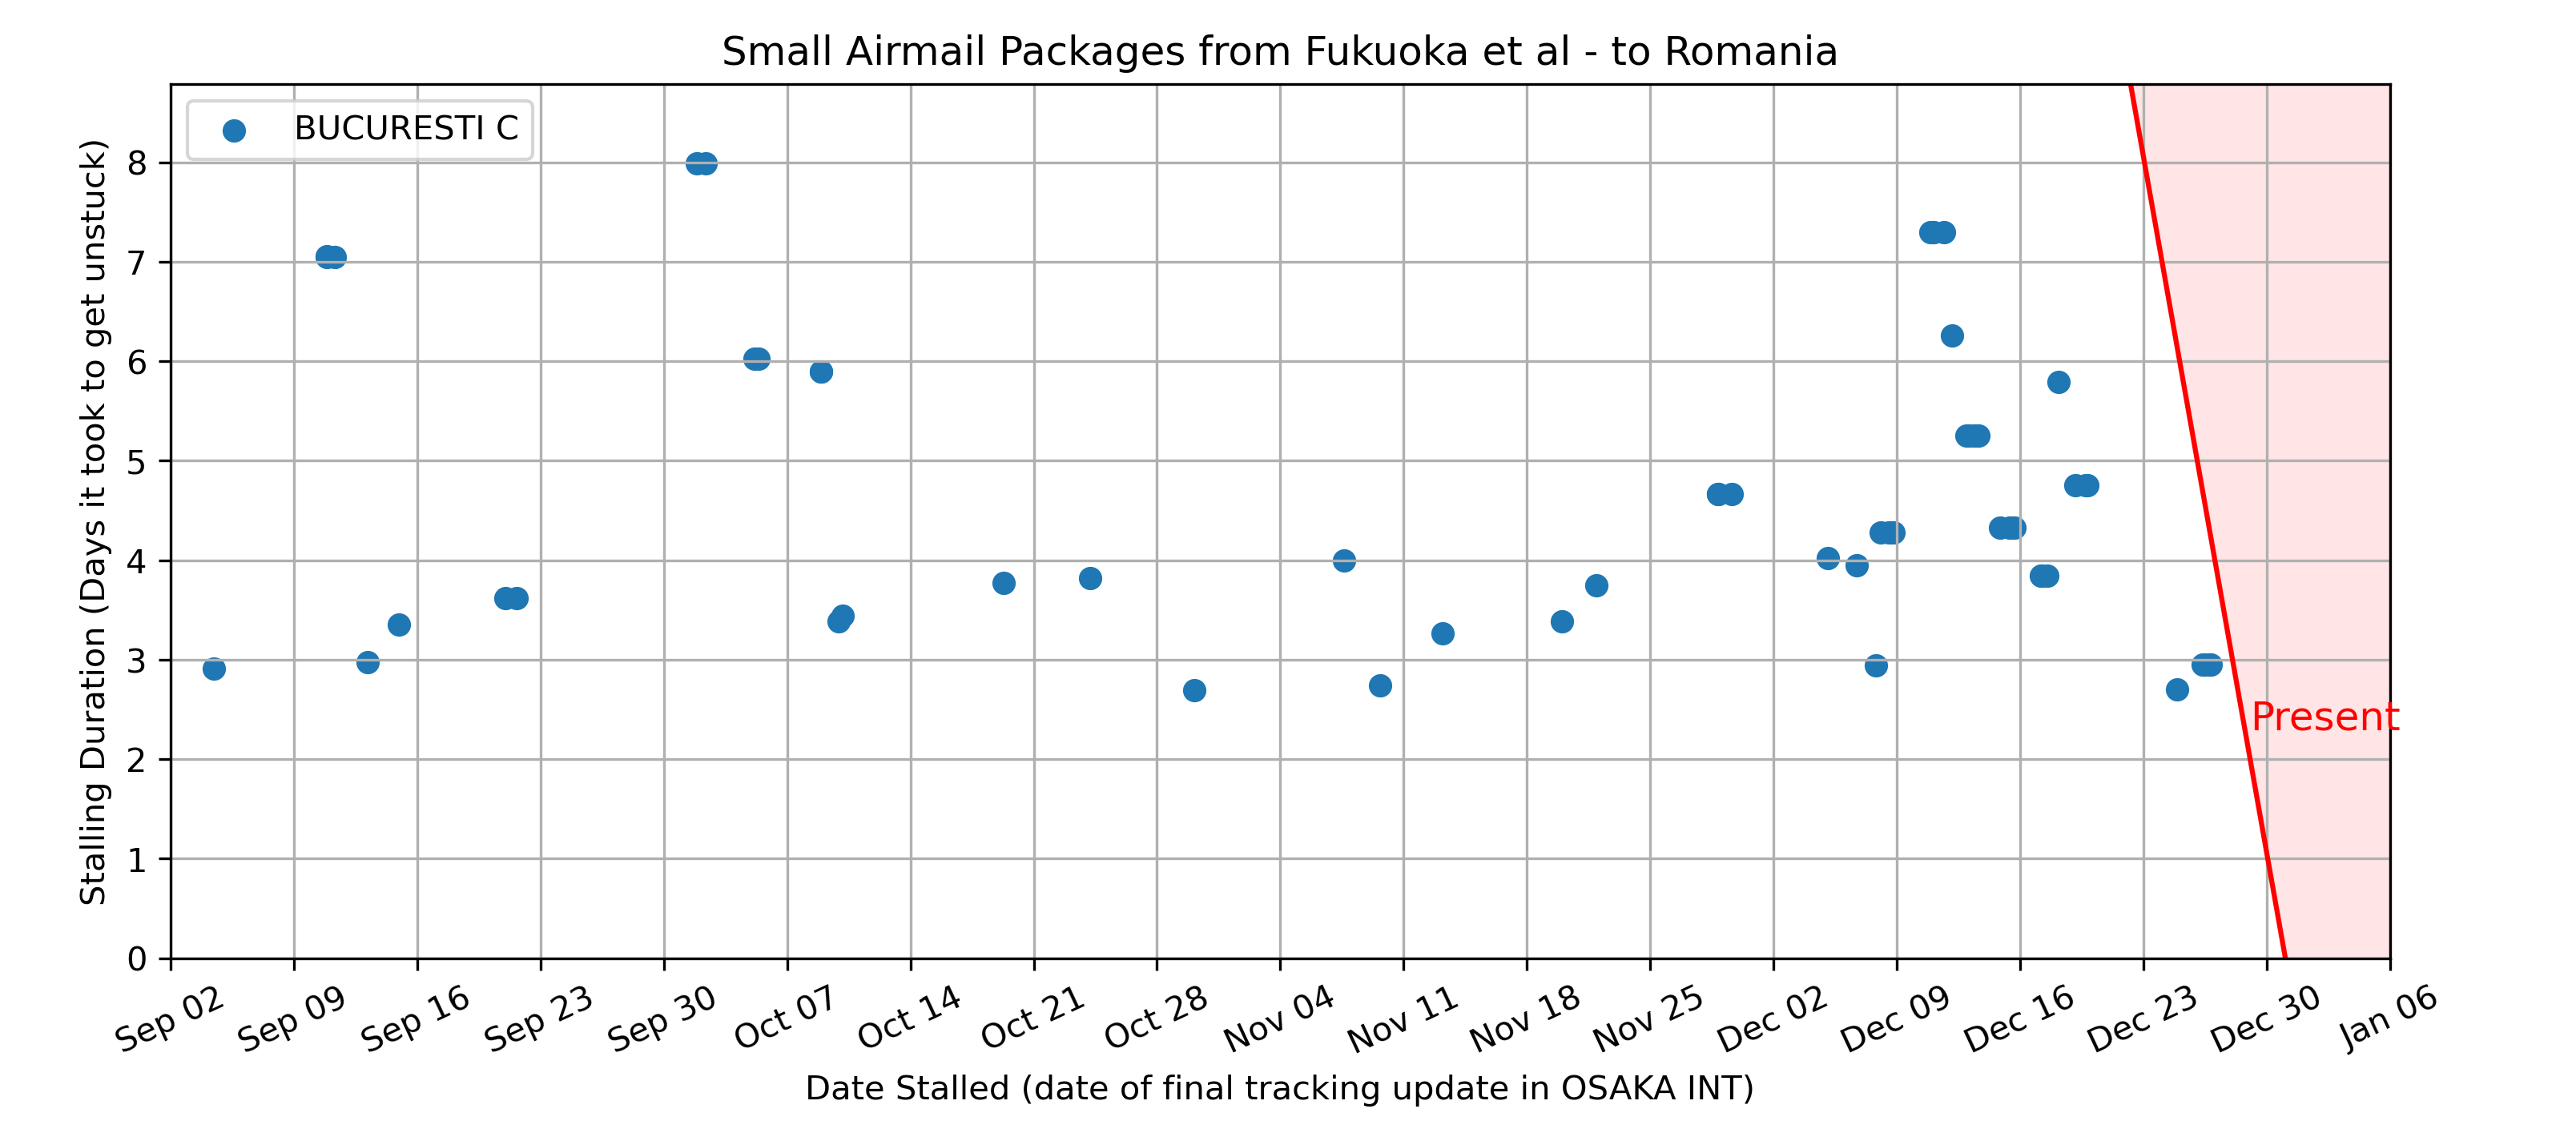 Small Airmail Packages from Fukuoka et al - to Romania
BUCURESTI C
Stalling Duration (Days it took to get unstuck)
8
7
6
5
4
3
2
1
0
Present
Sep 02
Sep 09
Sep 16
Sep 23
Sep 30
Oct 07
Oct 14
Oct 21
Oct 28
Nov 04
Nov 11
Nov 18
Nov 25
Dec 02
Dec 09
Dec 16
Dec 23
Dec 30
Jan 06
Date Stalled (date of final tracking update in OSAKA INT)